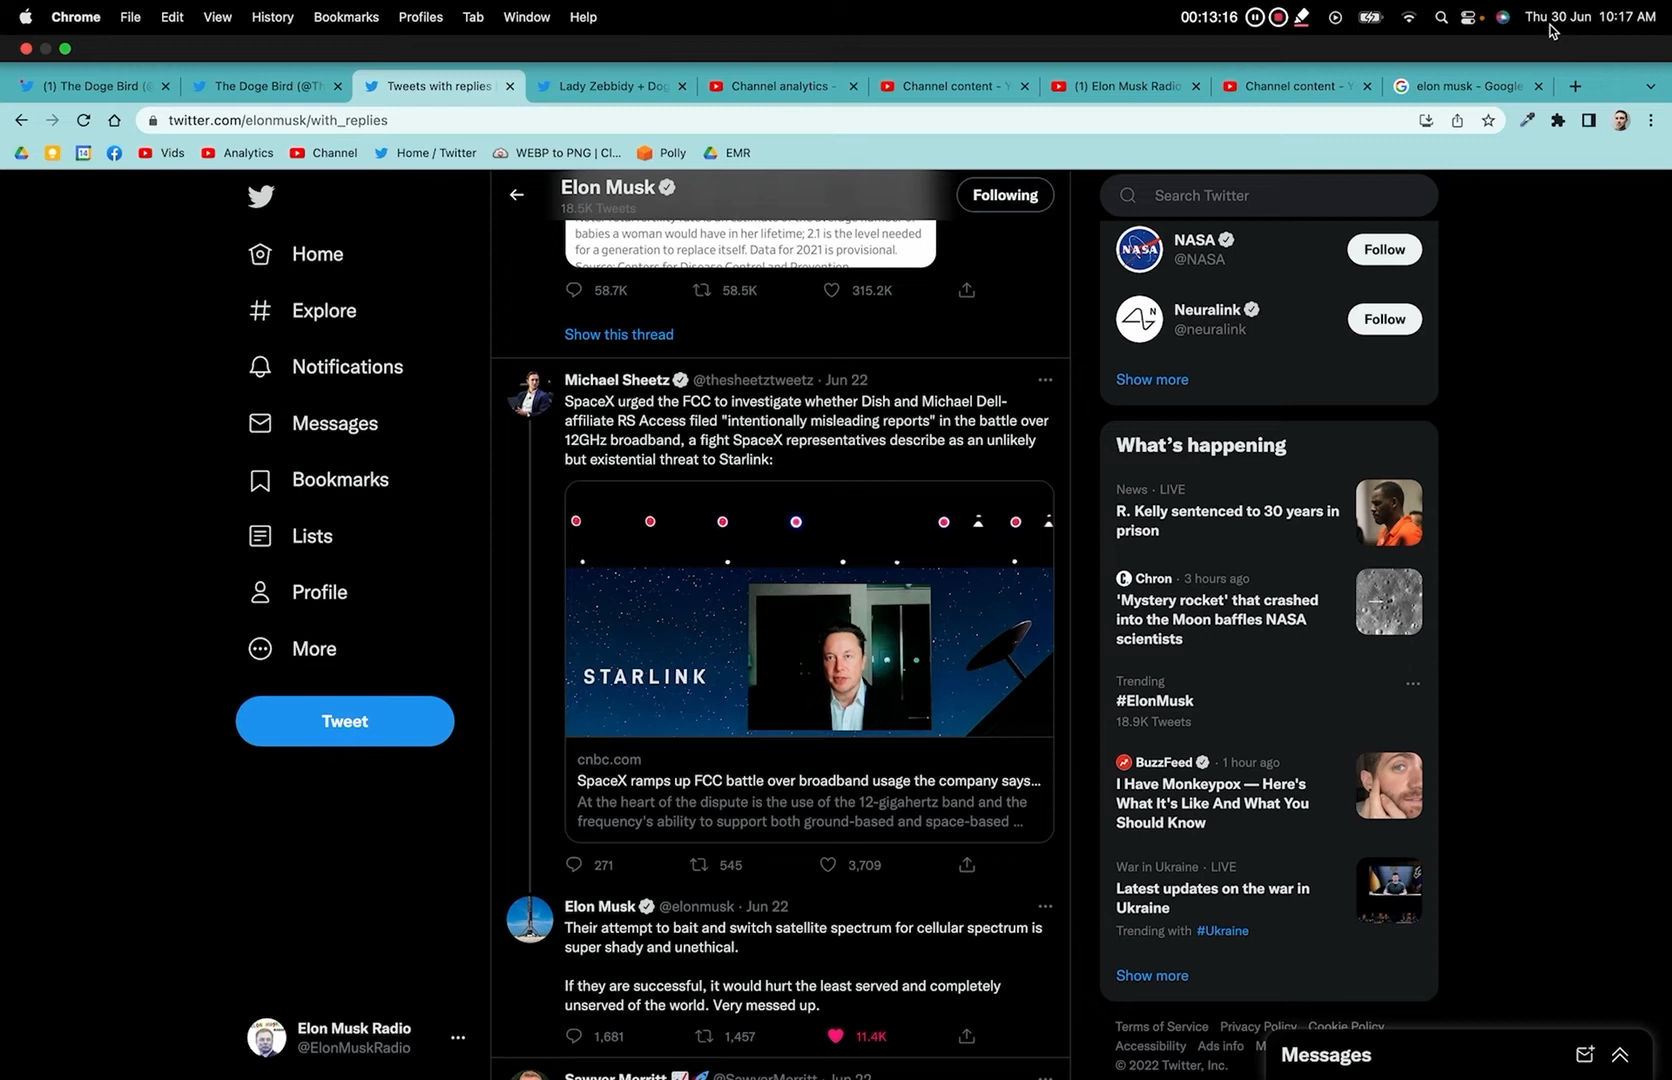 Chrome File Edit View History Bookmarks Profiles Tab Window Help 00:13:16 Thu 30 Jun 10:17 AM
(1) The Doge Bird (@ The Doge Bird (@Th Tweets with replies Lady Zebbidy + Dog Channel analytics - Channel content - Y (1) Elon Musk Radio Channel content - Y elon musk - Google
twitter.com/elonmusk/with_replies
14 Vids Analytics Channel Home / Twitter WEBP to PNG | Cl... Polly EMR
Elon Musk
18.5K Tweets
Following
babies a woman would have in her lifetime; 2.1 is the level needed
for a generation to replace itself. Data for 2021 is provisional.
Source: Centers for Disease Control and Prevention
58.7K 58.5K 315.2K
Show this thread
Home
Explore
Notifications
Messages
Bookmarks
Lists
Profile
More
Tweet
Elon Musk Radio
@ElonMuskRadio
Michael Sheetz @thesheetztweetz · Jun 22
SpaceX urged the FCC to investigate whether Dish and Michael Dell-
affiliate RS Access filed "intentionally misleading reports" in the battle over
12GHz broadband, a fight SpaceX representatives describe as an unlikely
but existential threat to Starlink:
STARLINK
cnbc.com
SpaceX ramps up FCC battle over broadband usage the company says...
At the heart of the dispute is the use of the 12-gigahertz band and the
frequency's ability to support both ground-based and space-based ...
271 545 3,709
Elon Musk @elonmusk · Jun 22
Their attempt to bait and switch satellite spectrum for cellular spectrum is
super shady and unethical.
If they are successful, it would hurt the least served and completely
unserved of the world. Very messed up.
1,681 1,457 11.4K
Sawyer Merritt @SawyerMerritt · Jun 22
Search Twitter
NASA
NASA
@NASA
Follow
N
Neuralink
@neuralink
Follow
Show more
What's happening
News · LIVE
R. Kelly sentenced to 30 years in
prison
Chron · 3 hours ago
'Mystery rocket' that crashed
into the Moon baffles NASA
scientists
Trending
#ElonMusk
18.9K Tweets
BuzzFeed · 1 hour ago
I Have Monkeypox — Here's
What It's Like And What You
Should Know
War in Ukraine · LIVE
Latest updates on the war in
Ukraine
Trending with #Ukraine
Show more
Terms of Service Privacy Policy Cookie Policy
Accessibility Ads info M
© 2022 Twitter, Inc.
Messages